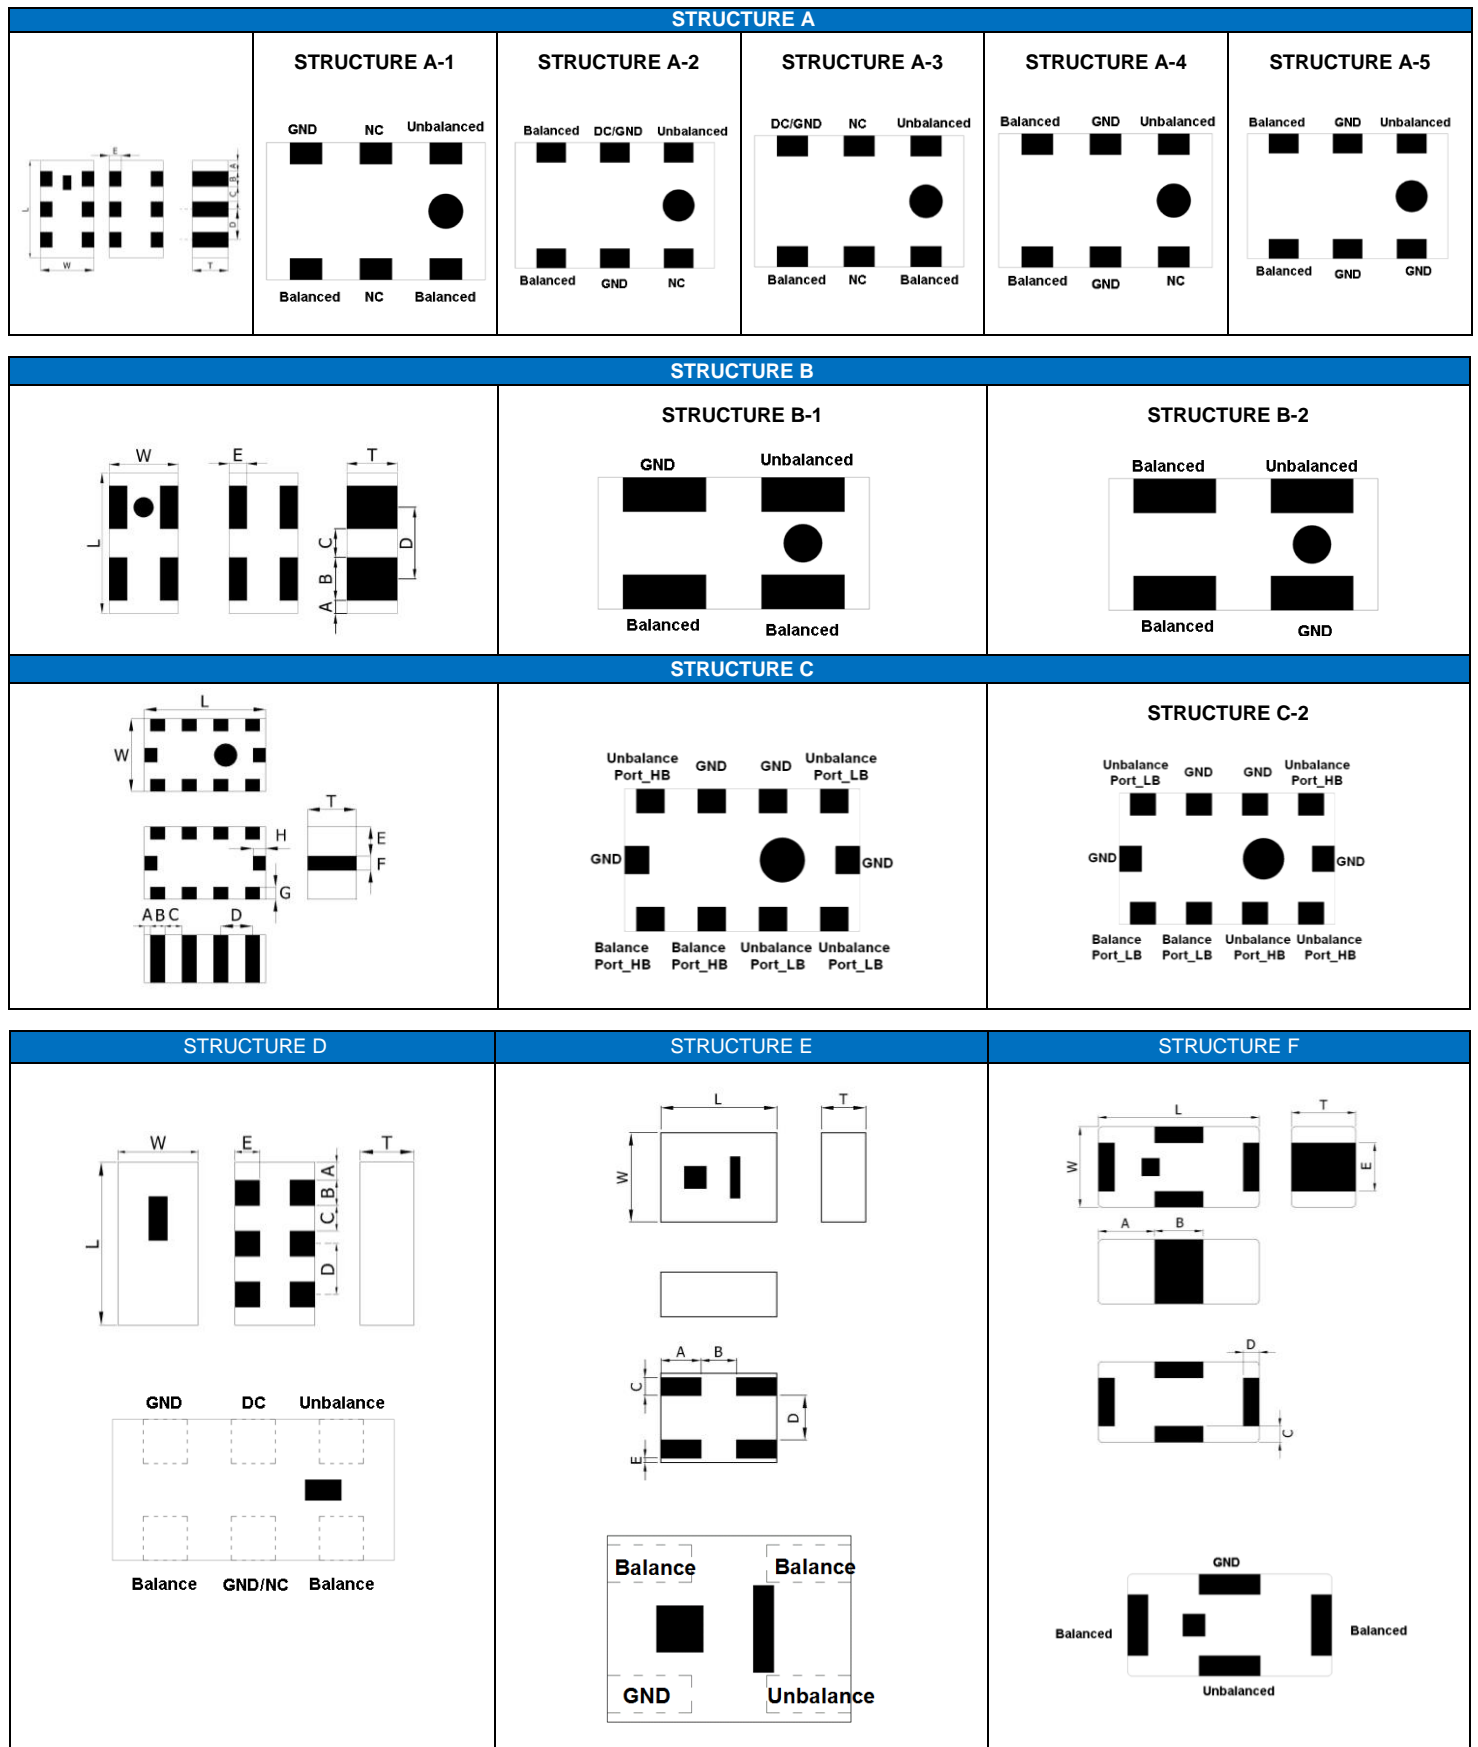 STRUCTURE A
STRUCTURE A-1
STRUCTURE A-2
STRUCTURE A-3
STRUCTURE A-4
STRUCTURE A-5
E
L
W
A
B
C
D
T
GND NC Unbalanced
Balanced NC Balanced
Balanced DC/GND Unbalanced
Balanced GND NC
DC/GND NC Unbalanced
Balanced NC Balanced
Balanced GND Unbalanced
Balanced GND NC
Balanced GND Unbalanced
Balanced GND GND
STRUCTURE B
STRUCTURE B-1
STRUCTURE B-2
W E T
L
C
D
B
A
GND Unbalanced
Balanced Balanced
Balanced Unbalanced
Balanced GND
STRUCTURE C
L
W
T
H
E
F
G
A B C D
Unbalance GND GND Unbalance
Port_HB Port_LB
GND GND
Balance Balance Unbalance Unbalance
Port_HB Port_HB Port_LB Port_LB
STRUCTURE C-2
Unbalance GND GND Unbalance
Port_LB Port_HB
GND GND
Balance Balance Unbalance Unbalance
Port_LB Port_LB Port_HB Port_HB
STRUCTURE D
STRUCTURE E
STRUCTURE F
W E T
L
A
B
C
D
GND DC Unbalance
Balance GND/NC Balance
L T
W
A B
C
D
E
Balance Balance
GND Unbalance
L T
W
E
A B
D
C
GND
Balanced Balanced
Unbalanced